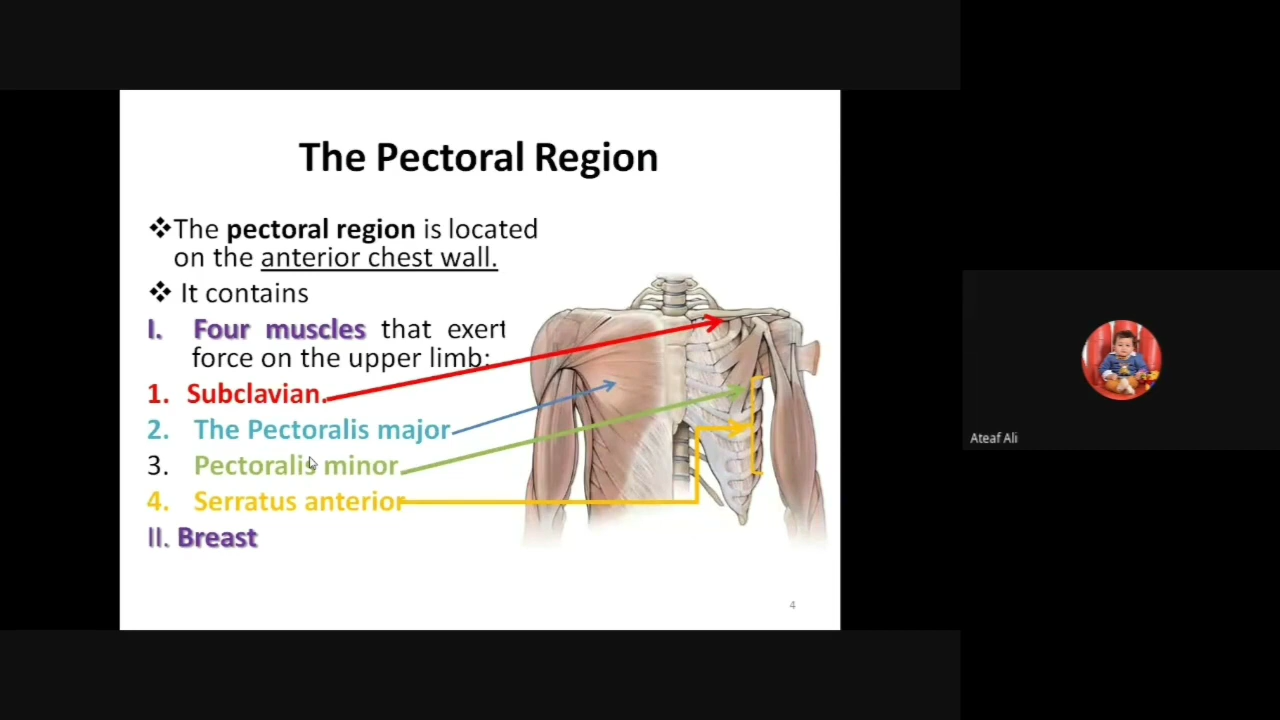 The Pectoral Region
❖The pectoral region is located
on the anterior chest wall.
❖ It contains
I. Four muscles that exert
force on the upper limb:
1. Subclavian.
2. The Pectoralis major
3. Pectoralis minor
4. Serratus anterior
II. Breast
4
Ateaf Ali